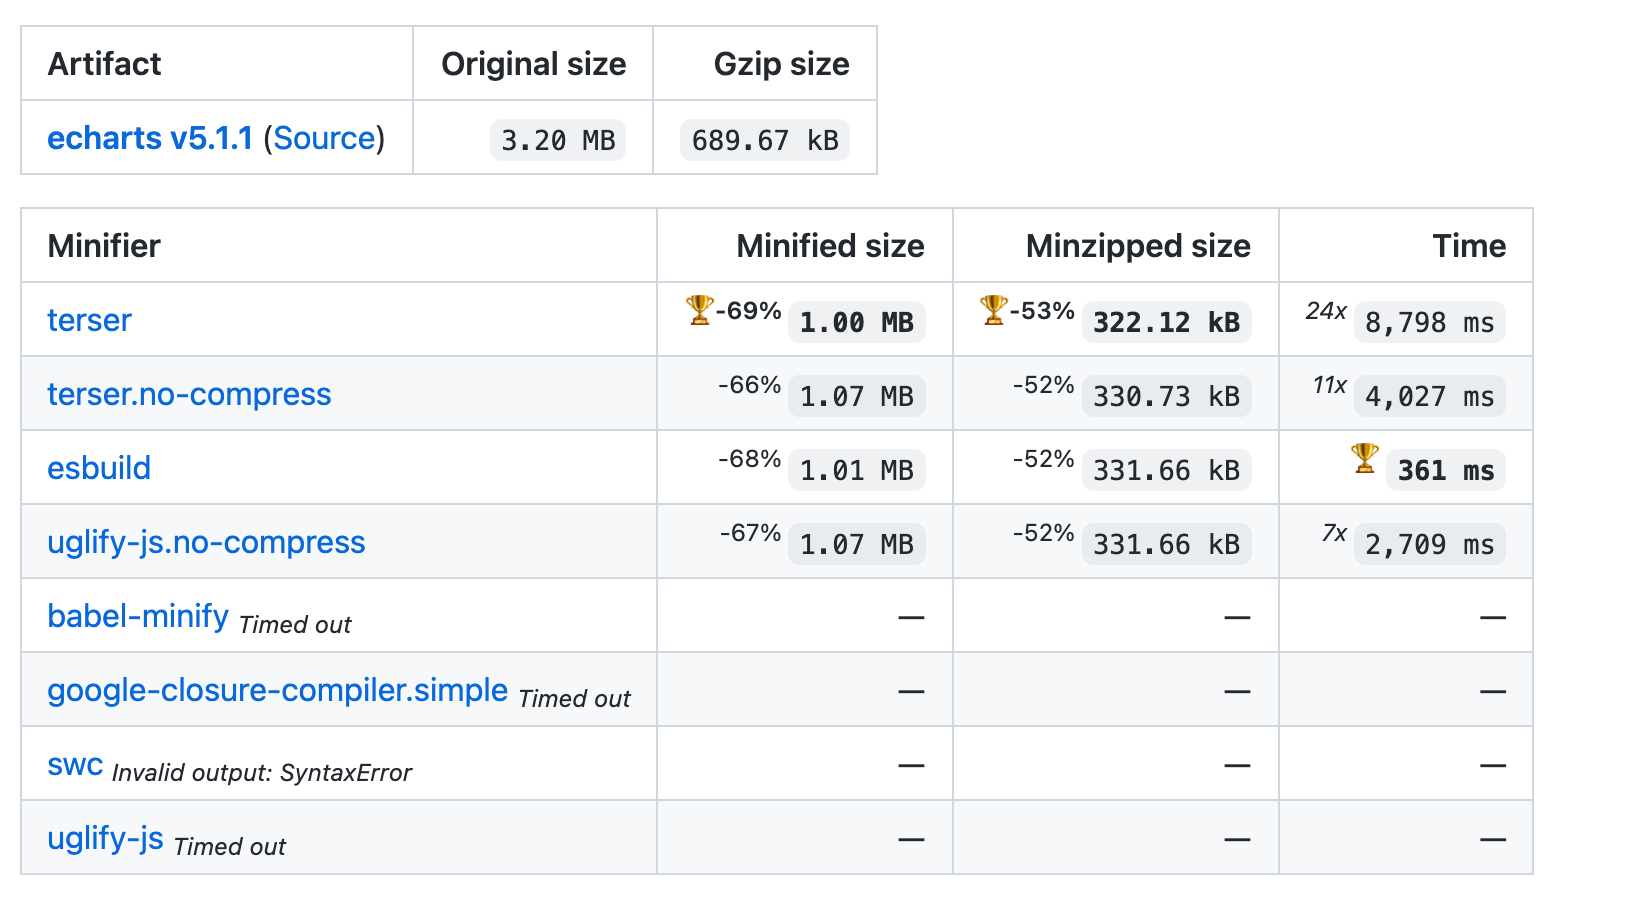 Artifact Original size Gzip size
echarts v5.1.1 (Source) 3.20 MB 689.67 kB
Minifier Minified size Minzipped size Time
terser 🏆-69% 1.00 MB 🏆-53% 322.12 kB 24x 8,798 ms
terser.no-compress -66% 1.07 MB -52% 330.73 kB 11x 4,027 ms
esbuild -68% 1.01 MB -52% 331.66 kB 🏆 361 ms
uglify-js.no-compress -67% 1.07 MB -52% 331.66 kB 7x 2,709 ms
babel-minify Timed out — — —
google-closure-compiler.simple Timed out — — —
swc Invalid output: SyntaxError — — —
uglify-js Timed out — — —